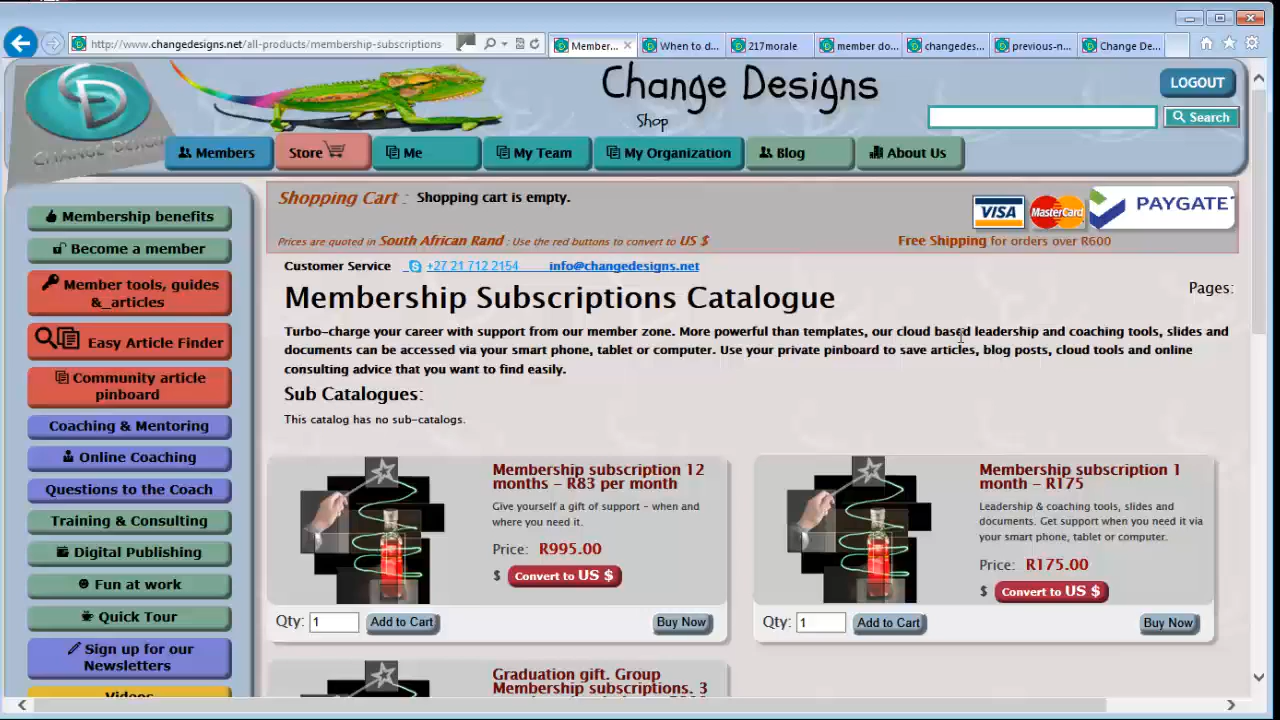 http://www.changedesigns.net/all-products/membership-subscriptions
Member...
When to d...
217morale
member do...
changedes...
previous-n...
Change De...
Change Designs
Shop
LOGOUT
Search
CHANGE DESIGN
Members
Store
Me
My Team
My Organization
Blog
About Us
Shopping Cart : Shopping cart is empty.
VISA
MasterCard
PAYGATE
Prices are quoted in South African Rand : Use the red buttons to convert to US $
Free Shipping for orders over R600
Customer Service +27 21 712 2154 info@changedesigns.net
Membership Subscriptions Catalogue
Pages:
Turbo-charge your career with support from our member zone. More powerful than templates, our cloud based leadership and coaching tools, slides and
documents can be accessed via your smart phone, tablet or computer. Use your private pinboard to save articles, blog posts, cloud tools and online
consulting advice that you want to find easily.
Sub Catalogues:
This catalog has no sub-catalogs.
Membership benefits
Become a member
Member tools, guides
&_articles
Easy Article Finder
Community article
pinboard
Coaching & Mentoring
Online Coaching
Questions to the Coach
Training & Consulting
Digital Publishing
Fun at work
Quick Tour
Sign up for our
Newsletters
Videos
Membership subscription 12
months - R83 per month
Give yourself a gift of support - when and
where you need it.
Price: R995.00
$ Convert to US $
Qty: 1 Add to Cart Buy Now
Membership subscription 1
month - R175
Leadership & coaching tools, slides and
documents. Get support when you need it via
your smart phone, tablet or computer.
Price: R175.00
$ Convert to US $
Qty: 1 Add to Cart Buy Now
Graduation gift. Group
Membership subscriptions. 3